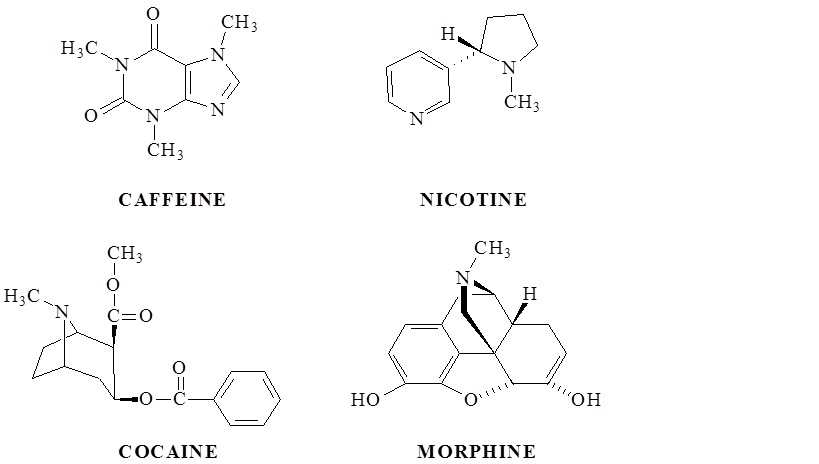 O
CH3
H3C
N
N
O
N
N
CH3
CAFFEINE
H
N
N
CH3
NICOTINE
CH3
O
H3C
N
C=O
O
O
C
COCAINE
CH3
N
H
HO
O
OH
MORPHINE